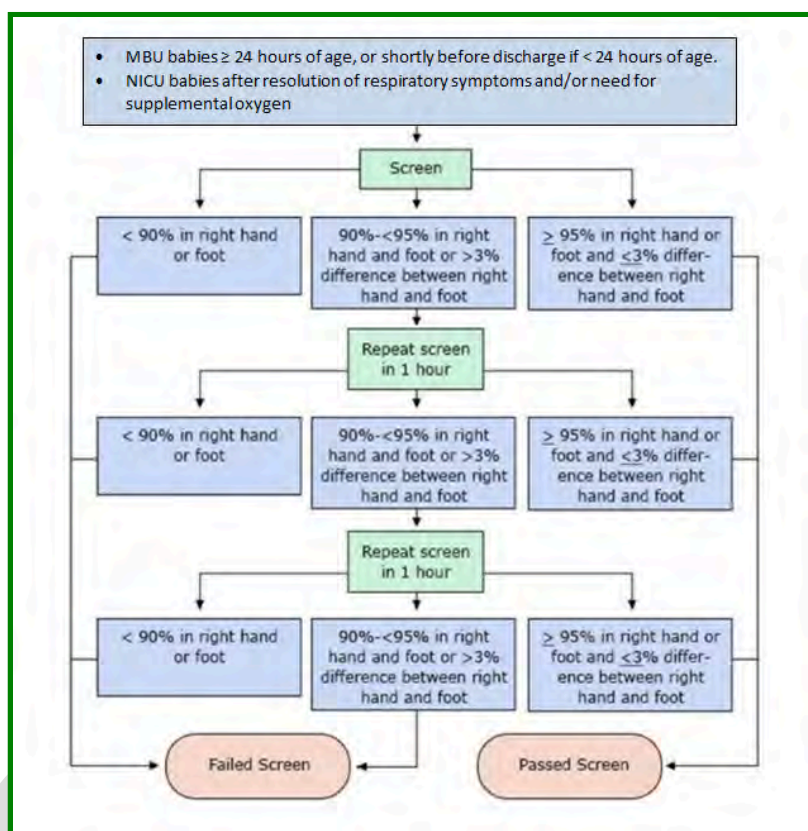 • MBU babies ≥ 24 hours of age, or shortly before discharge if < 24 hours of age.
• NICU babies after resolution of respiratory symptoms and/or need for
supplemental oxygen
Screen
< 90% in right hand
or foot
90%-<95% in right
hand and foot or >3%
difference between right
hand and foot
≥ 95% in right hand or
foot and ≤3% differ-
ence between right
hand and foot
Repeat screen
in 1 hour
< 90% in right hand
or foot
90%-<95% in right
hand and foot or >3%
difference between right
hand and foot
≥ 95% in right hand or
foot and ≤3% differ-
ence between right
hand and foot
Repeat screen
in 1 hour
< 90% in right hand
or foot
90%-<95% in right
hand and foot or >3%
difference between right
hand and foot
≥ 95% in right hand or
foot and ≤3% differ-
ence between right
hand and foot
Failed Screen
Passed Screen